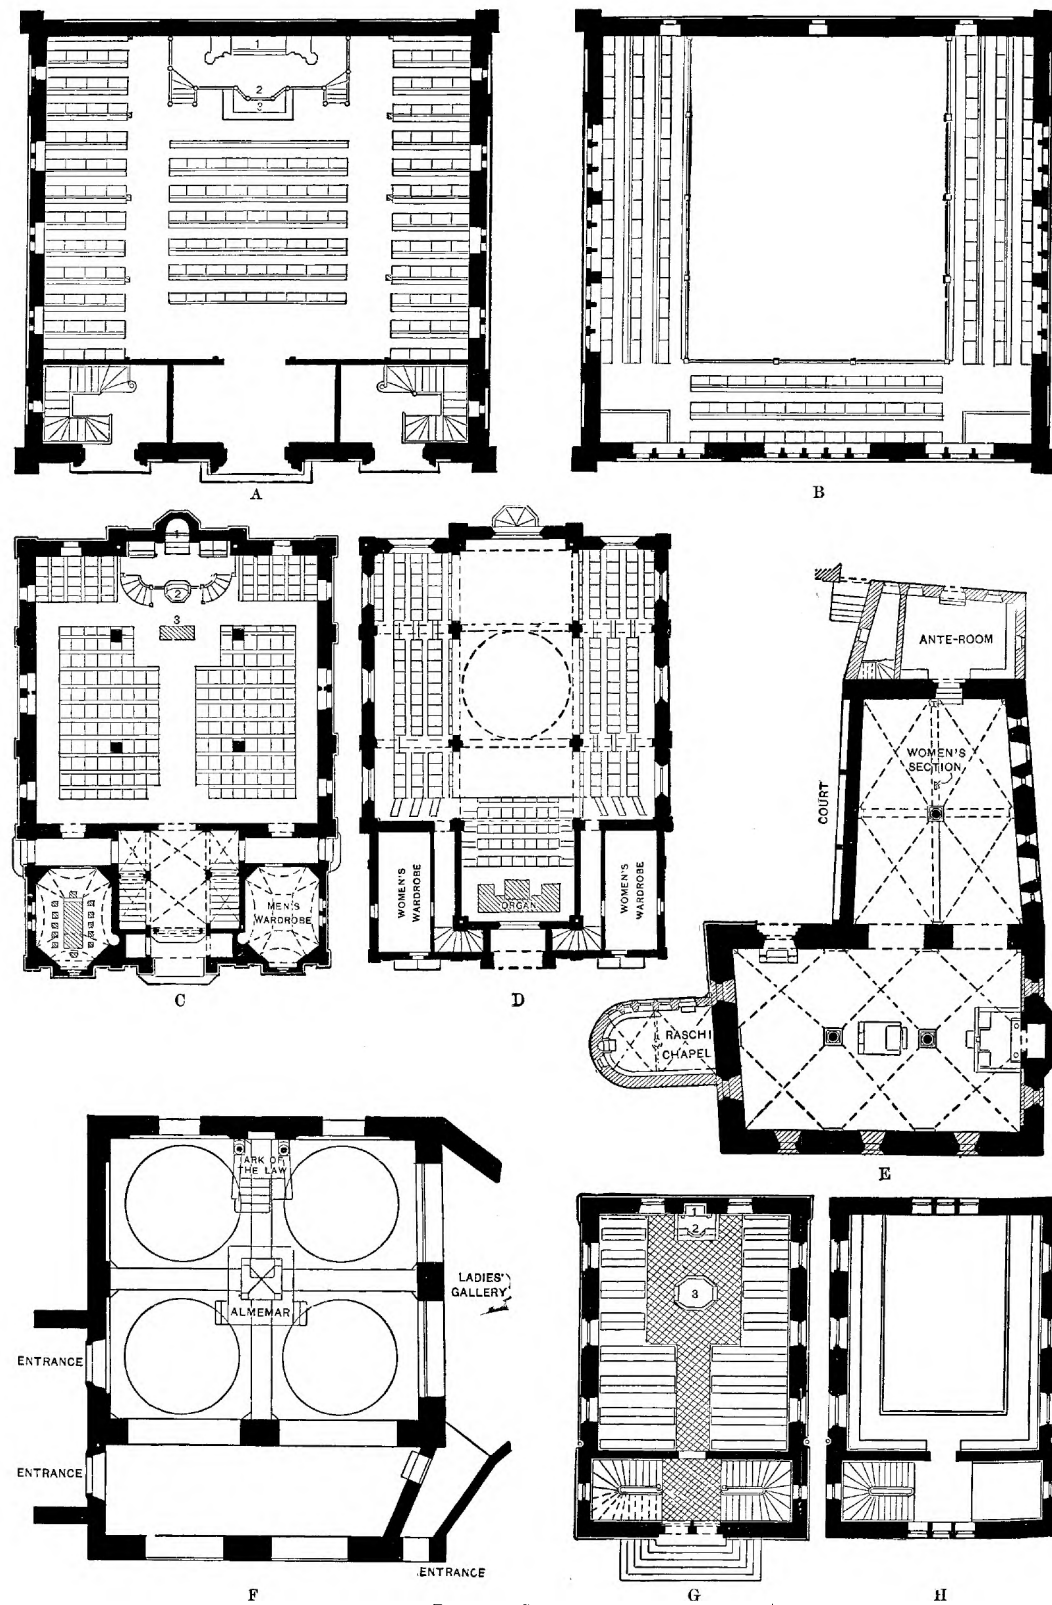 1
2
3
A
B
1
2
3
MEN'S
WARDROBE
C
WOMEN'S
WARDROBE
ORGAN
WOMEN'S
WARDROBE
D
ANTE-ROOM
WOMEN'S
SECTION
COURT
RASCHI
CHAPEL
E
ARK OF
THE LAW
ALMEMAR
LADIES'
GALLERY
ENTRANCE
ENTRANCE
ENTRANCE
F
1
2
3
G
H